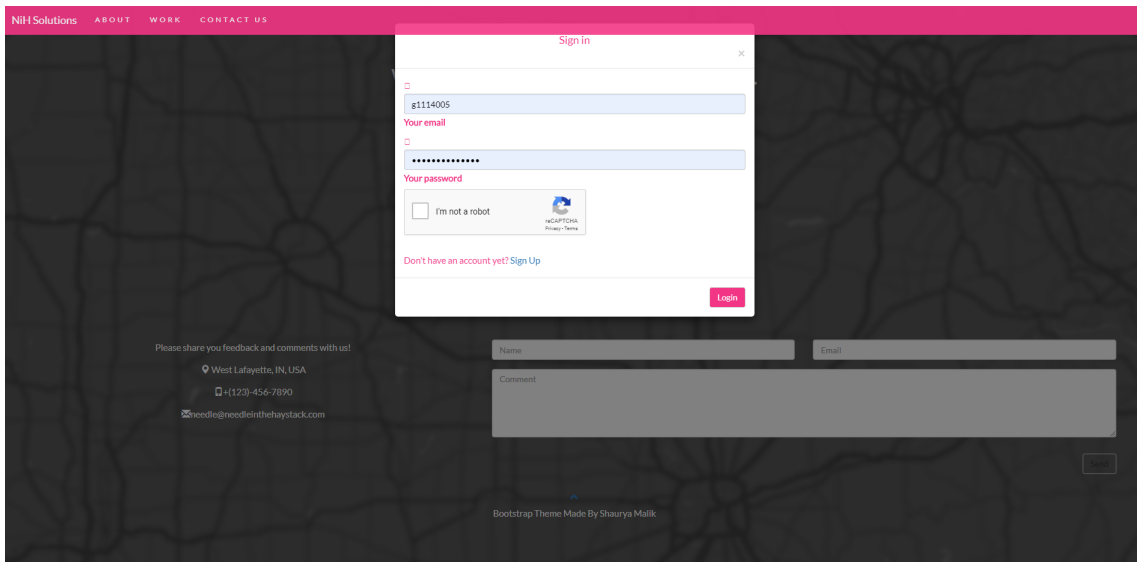 NiH Solutions ABOUT WORK CONTACT US
Sign in
×
g1114005
Your email
••••••••••••••
Your password
I'm not a robot
reCAPTCHA
Privacy - Terms
Don't have an account yet? Sign Up
Login
Please share you feedback and comments with us!
West Lafayette, IN, USA
+(123)-456-7890
needle@needleinthehaystack.com
Name Email
Comment
Send
Bootstrap Theme Made By Shaurya Malik